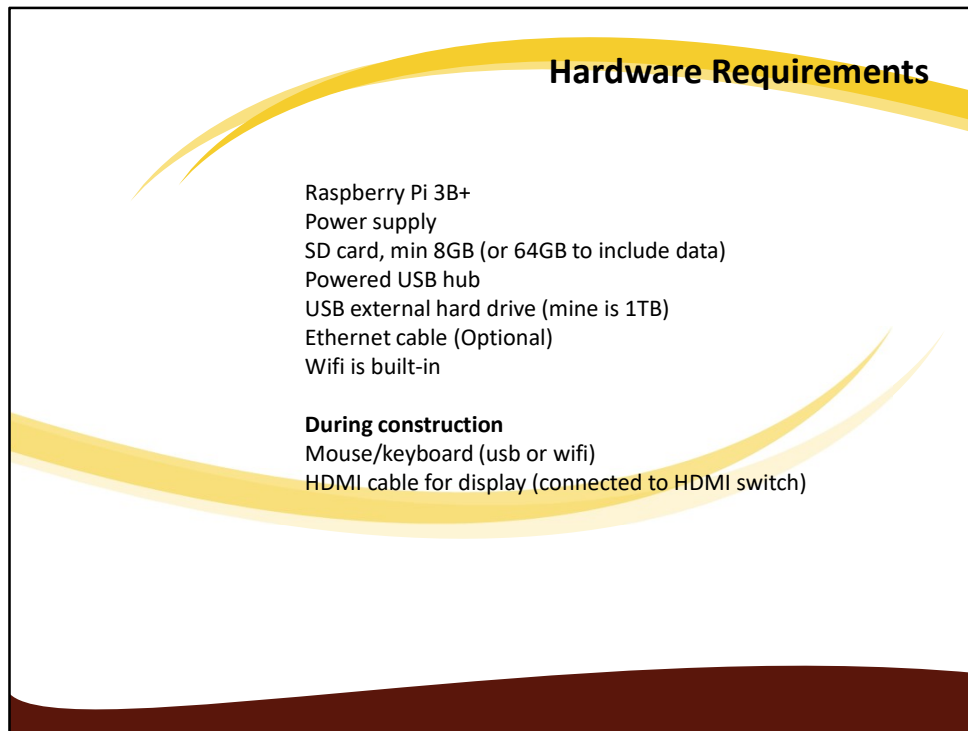 Hardware Requirements
Raspberry Pi 3B+
Power supply
SD card, min 8GB (or 64GB to include data)
Powered USB hub
USB external hard drive (mine is 1TB)
Ethernet cable (Optional)
Wifi is built-in
During construction
Mouse/keyboard (usb or wifi)
HDMI cable for display (connected to HDMI switch)